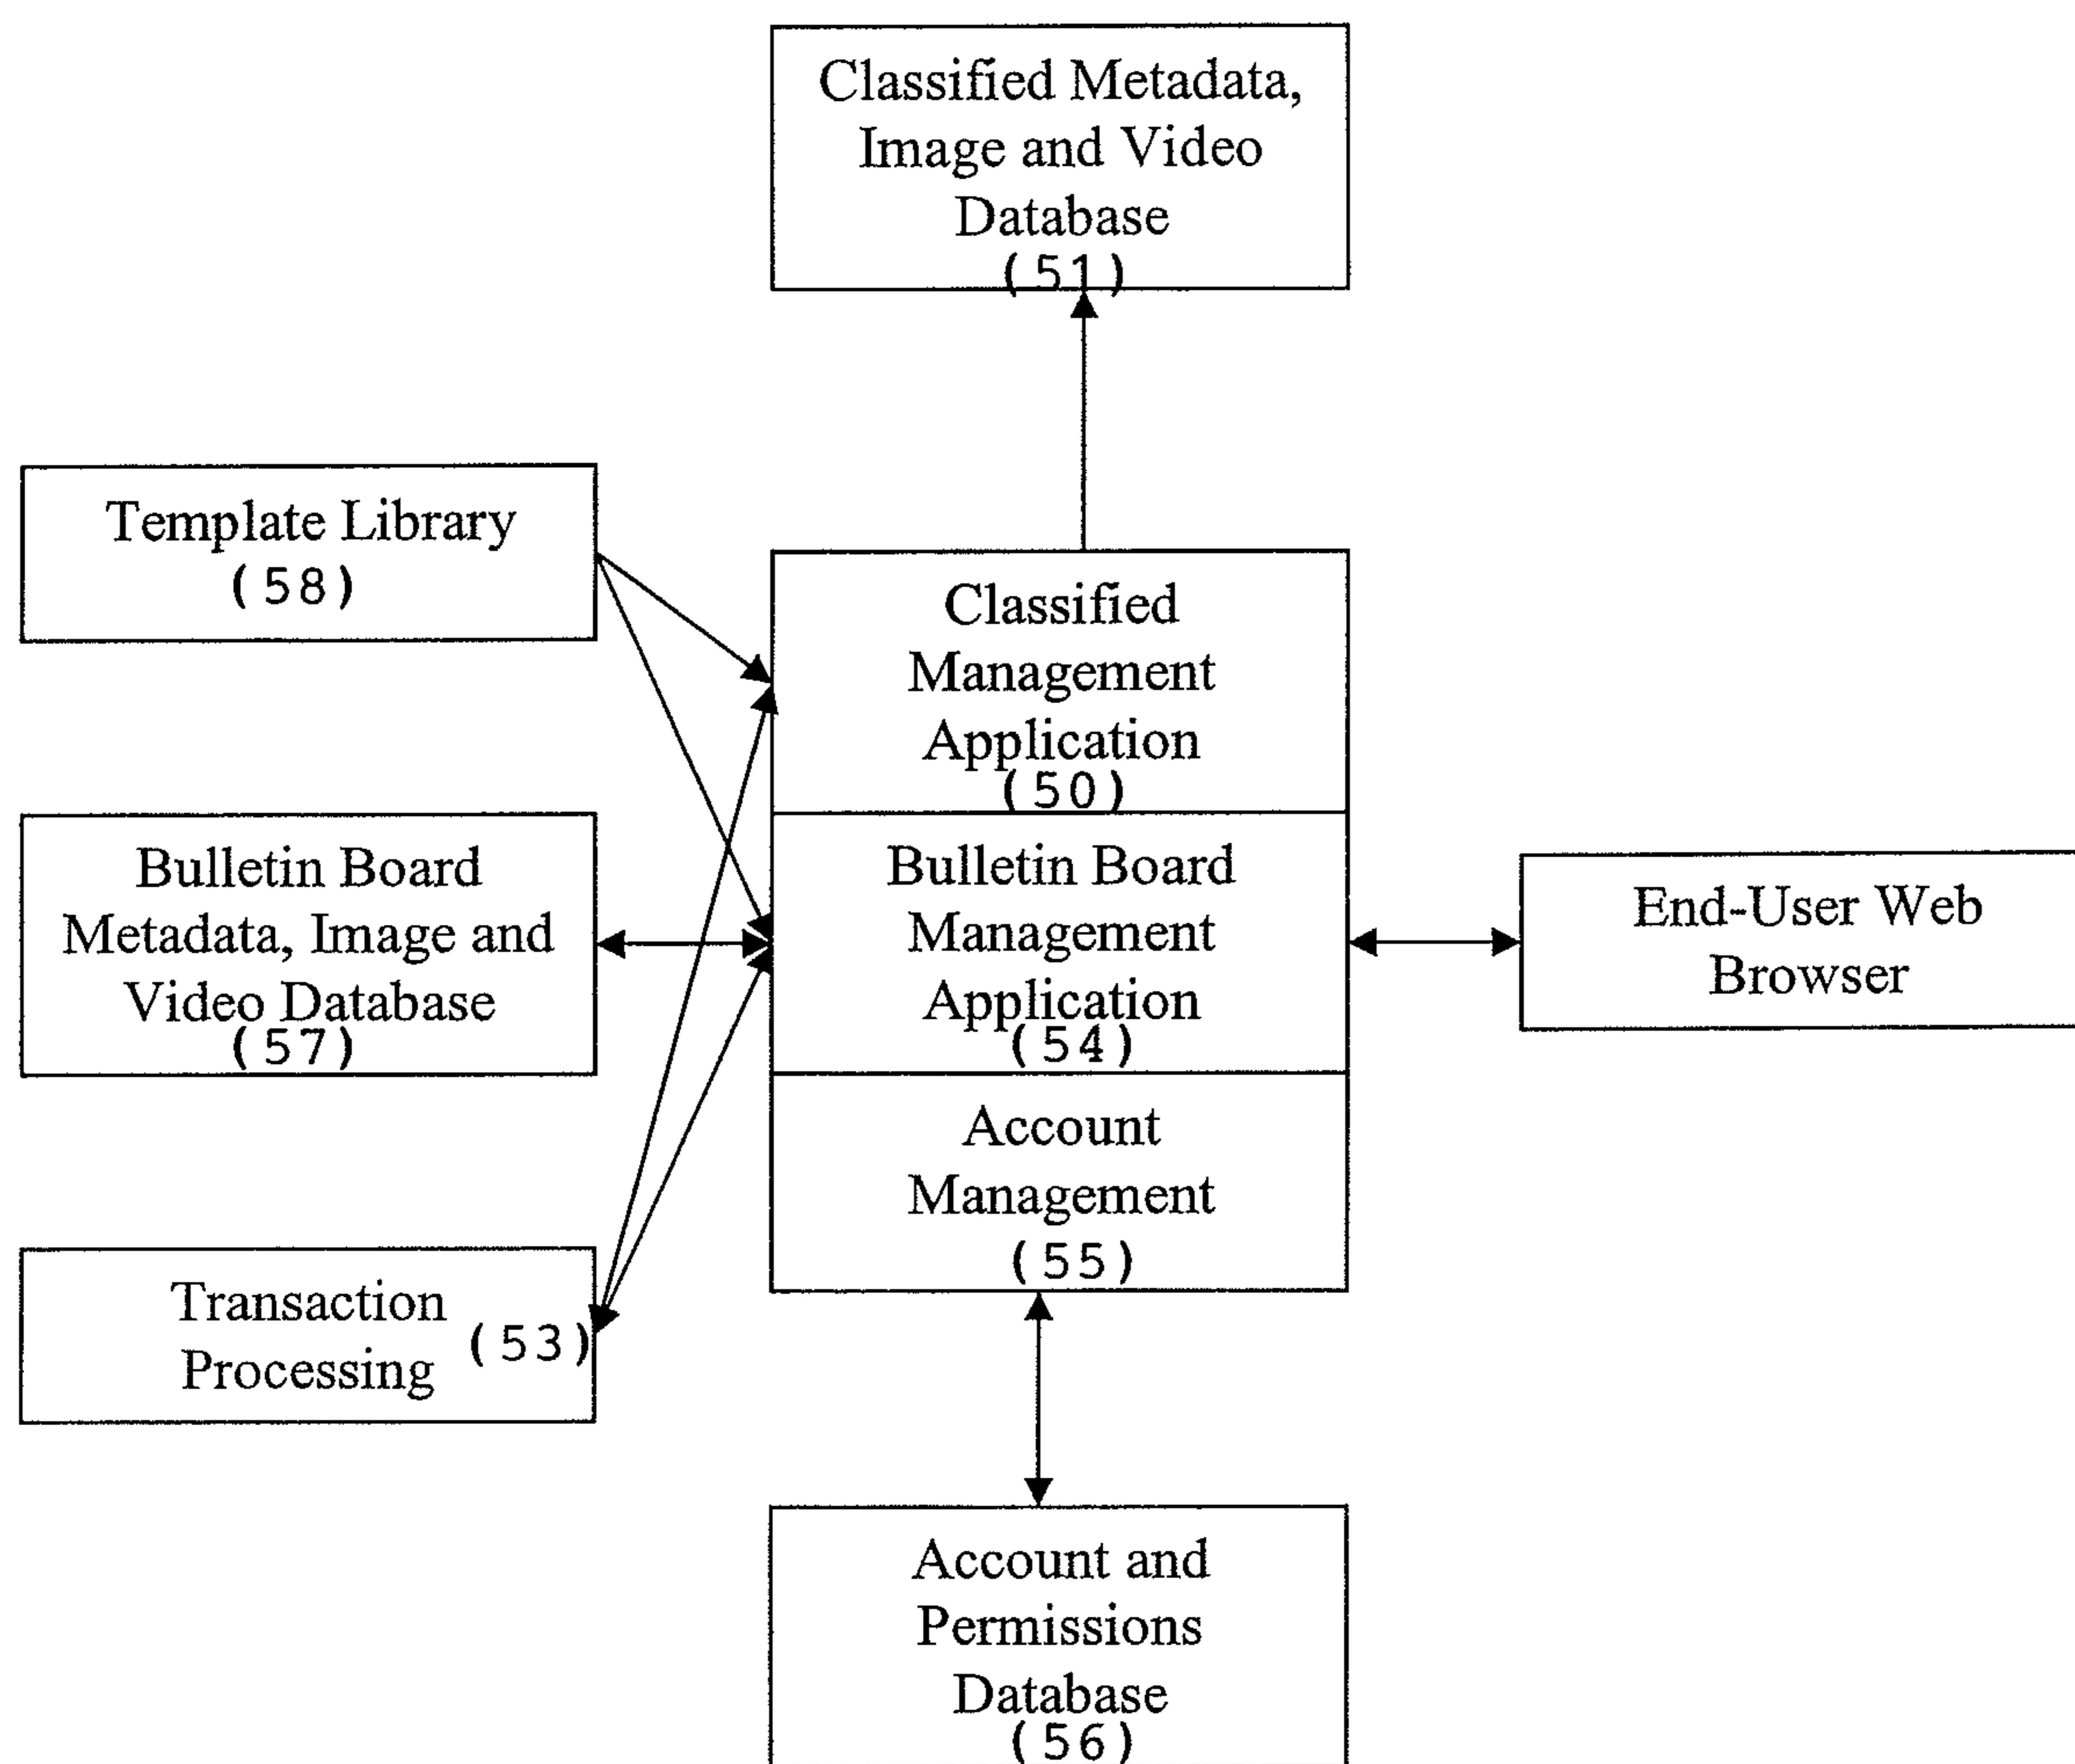 Classified Metadata,
Image and Video
Database
(51)
Template Library
(58)
Classified
Management
Application
(50)
Bulletin Board
Metadata, Image and
Video Database
(57)
Bulletin Board
Management
Application
(54)
End-User Web
Browser
Account
Management
(55)
Transaction
Processing (53)
Account and
Permissions
Database
(56)